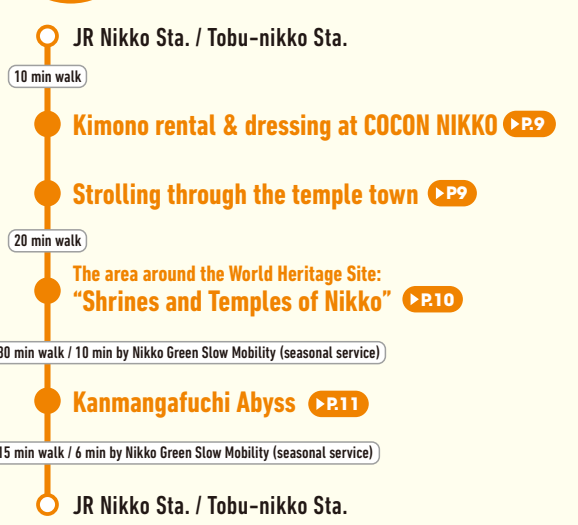 JR Nikko Sta. / Tobu-nikko Sta.
10 min walk
Kimono rental & dressing at COCON NIKKO ▶P.9
Strolling through the temple town ▶P9
20 min walk
The area around the World Heritage Site:
“Shrines and Temples of Nikko” ▶P.10
30 min walk / 10 min by Nikko Green Slow Mobility (seasonal service)
Kanmangafuchi Abyss ▶P.11
15 min walk / 6 min by Nikko Green Slow Mobility (seasonal service)
JR Nikko Sta. / Tobu-nikko Sta.